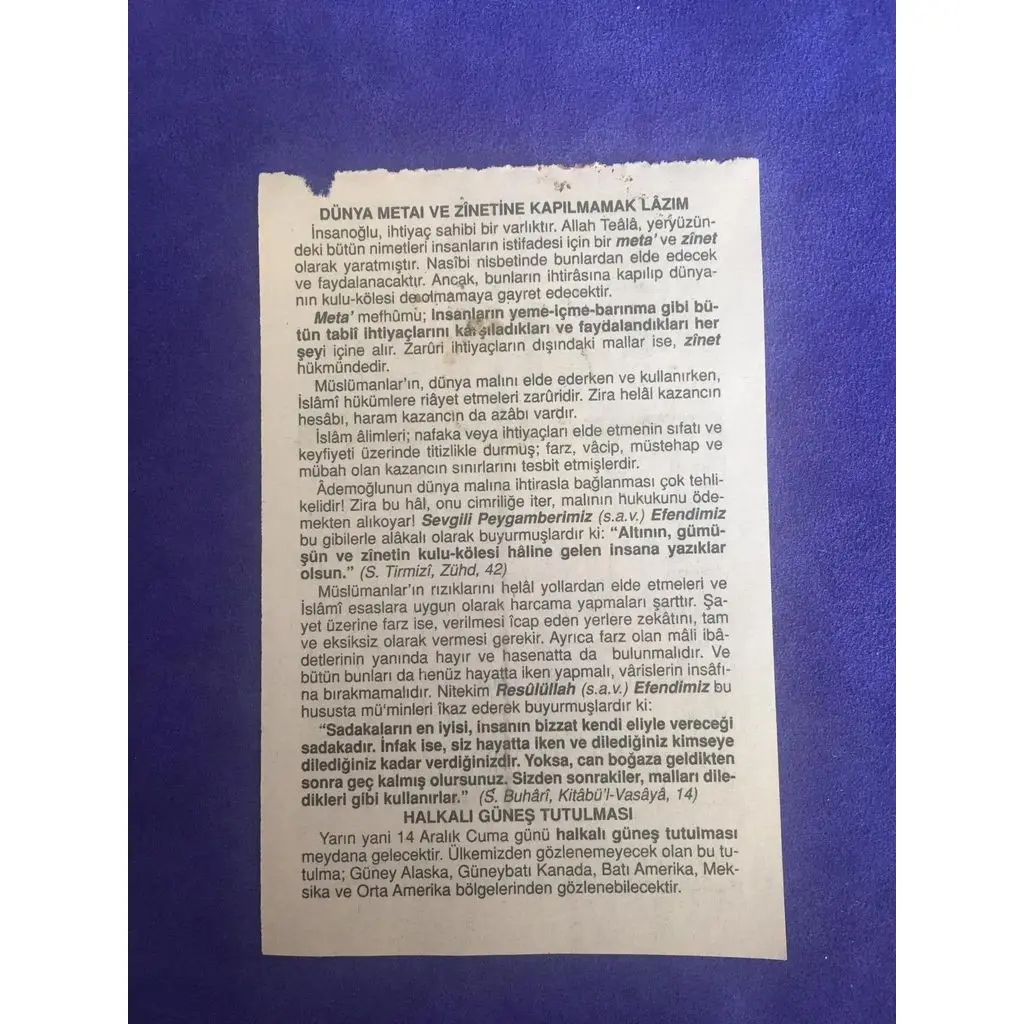 DÜNYA METAI VE ZÎNETİNE KAPILMAMAK LÂZIM
İnsanoğlu, ihtiyaç sahibi bir varlıktır. Allah Teâlâ, yeryüzün-
deki bütün nimetleri insanların istifadesi için bir meta' ve zînet
olarak yaratmıştır. Nasîbi nisbetinde bunlardan elde edecek
ve faydalanacaktır. Ancak, bunların ihtirâsına kapılıp dünya-
nın kulu-kölesi de olmamaya gayret edecektir.
Meta' mefhûmu; İnsanların yeme-içme-barınma gibi bü-
tün tabiî ihtiyaçlarını karşıladıkları ve faydalandıkları her
şeyi içine alır. Zarûri ihtiyaçların dışındaki mallar ise, zînet
hükmündedir.
Müslümanlar'ın, dünya malını elde ederken ve kullanırken,
İslâmî hükümlere riâyet etmeleri zarûridir. Zira helâl kazancın
hesâbı, haram kazancin da azâbı vardır.
İslâm âlimleri; nafaka veya ihtiyaçları elde etmenin sıfatı ve
keyfiyeti üzerinde titizlikle durmuş; farz, vâcip, müstehap ve
mübah olan kazancın sınırlarını tesbit etmişlerdir.
Âdemoğlunun dünya malına ihtirasla bağlanması çok tehli-
kelidir! Zira bu hâl, onu cimriliğe iter, malının hukukunu öde-
mekten alıkoyar! Sevgili Peygamberimiz (s.a.v.) Efendimiz
bu gibilerle alâkalı olarak buyurmuşlardır ki: “Altının, gümü-
şün ve zînetin kulu-kölesi hâline gelen insana yazıklar
olsun.” (S. Tirmizî, Zühd, 42)
Müslümanlar'ın rızıklarını helâl yollardan elde etmeleri ve
İslâmî esaslara uygun olarak harcama yapmaları şarttır. Şa-
yet üzerine farz ise, verilmesi îcap eden yerlere zekâtını, tam
ve eksiksiz olarak vermesi gerekir. Ayrıca farz olan mâli ibâ-
detlerinin yanında hayır ve hasenatta da bulunmalıdır. Ve
bütün bunları da henüz hayatta iken yapmalı, vârislerin insâfı-
na bırakmamalıdır. Nitekim Resûlüllah (s.a.v.) Efendimiz bu
hususta mü'minleri îkaz ederek buyurmuşlardır ki:
“Sadakaların en iyisi, insanın bizzat kendi eliyle vereceği
sadakadır. İnfak ise, siz hayatta iken ve dilediğiniz kimseye
dilediğiniz kadar verdiğinizdir. Yoksa, can boğaza geldikten
sonra geç kalmış olursunuz. Sizden sonrakiler, malları dile-
dikleri gibi kullanırlar.” (S. Buhârî, Kitâbü'l-Vasâyâ, 14)
HALKALI GÜNEŞ TUTULMASI
Yarın yani 14 Aralık Cuma günü halkalı güneş tutulması
meydana gelecektir. Ülkemizden gözlenemeyecek olan bu tu-
tulma; Güney Alaska, Güneybatı Kanada, Batı Amerika, Mek-
sika ve Orta Amerika bölgelerinden gözlenebilecektir.